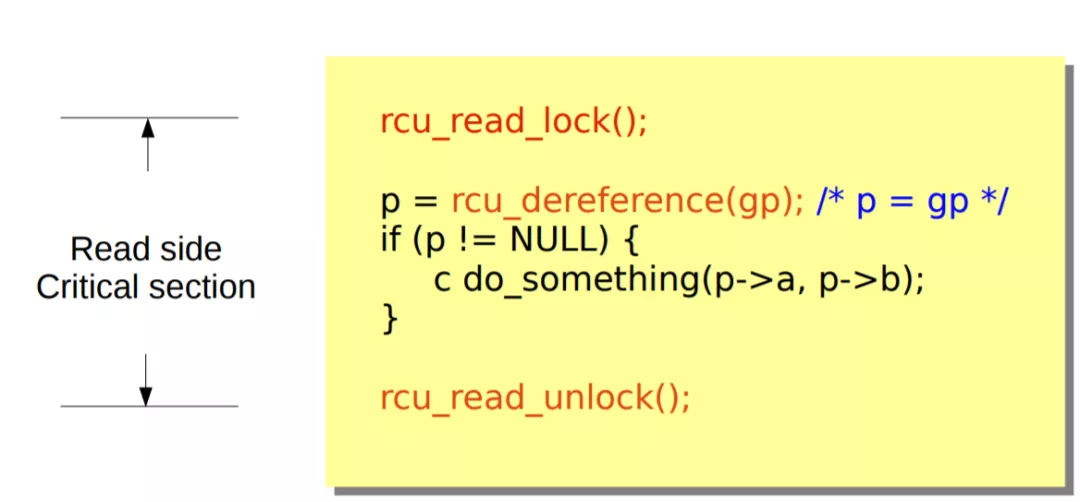 rcu_read_lock();
p = rcu_dereference(gp); /* p = gp */
if (p != NULL) {
c do_something(p->a, p->b);
}
rcu_read_unlock();
Read side
Critical section